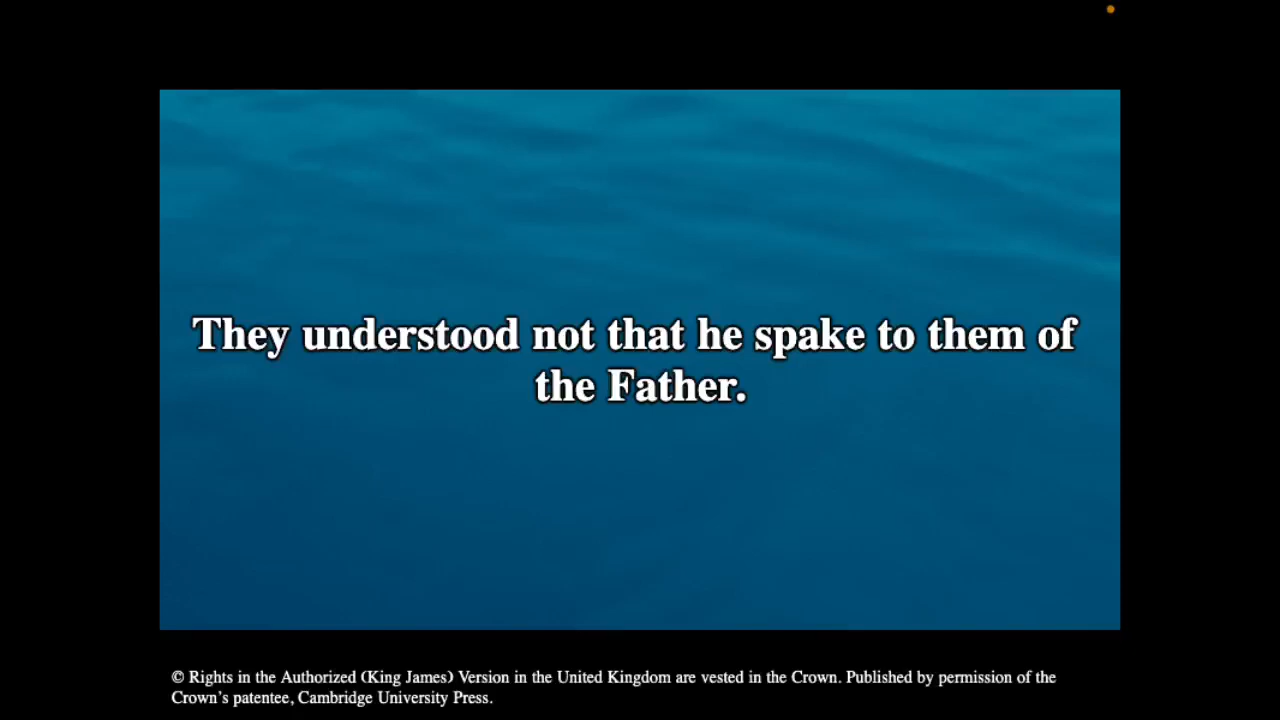 They understood not that he spake to them of
the Father.
© Rights in the Authorized (King James) Version in the United Kingdom are vested in the Crown. Published by permission of the
Crown’s patentee, Cambridge University Press.